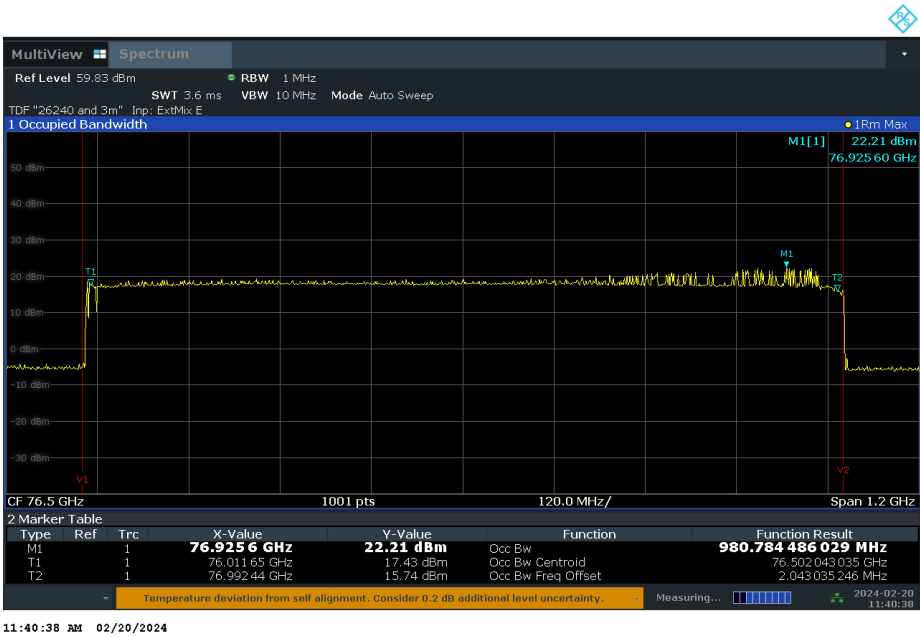 R&S
MultiView Spectrum
Ref Level 59.83 dBm RBW 1 MHz
SWT 3.6 ms VBW 10 MHz Mode Auto Sweep
TDF "26240 and 3m" Inp: ExtMix E
1 Occupied Bandwidth 1Rm Max
M1[1] 22.21 dBm
76.925 60 GHz
50 dBm
40 dBm
30 dBm
M1
T1
20 dBm
T2
10 dBm
0 dBm
-10 dBm
-20 dBm
-30 dBm
V1
V2
CF 76.5 GHz 1001 pts 120.0 MHz/ Span 1.2 GHz
2 Marker Table
Type Ref Trc X-Value Y-Value Function Function Result
M1 1 76.925 6 GHz 22.21 dBm Occ Bw 980.784 486 029 MHz
T1 1 76.011 65 GHz 17.43 dBm Occ Bw Centroid 76.502 043 035 GHz
T2 1 76.992 44 GHz 15.74 dBm Occ Bw Freq Offset 2.043 035 246 MHz
Temperature deviation from self alignment. Consider 0.2 dB additional level uncertainty. Measuring... 2024-02-20
11:40:38
11:40:38 AM 02/20/2024